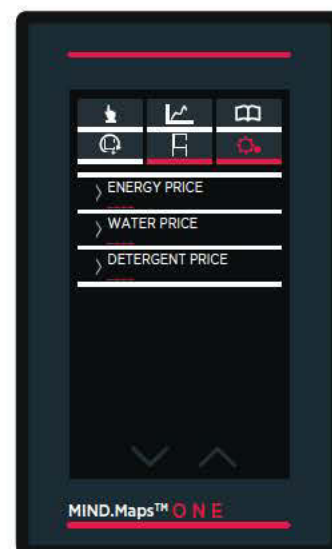 ENERGY PRICE
WATER PRICE
DETERGENT PRICE
MIND.Maps™ ONE